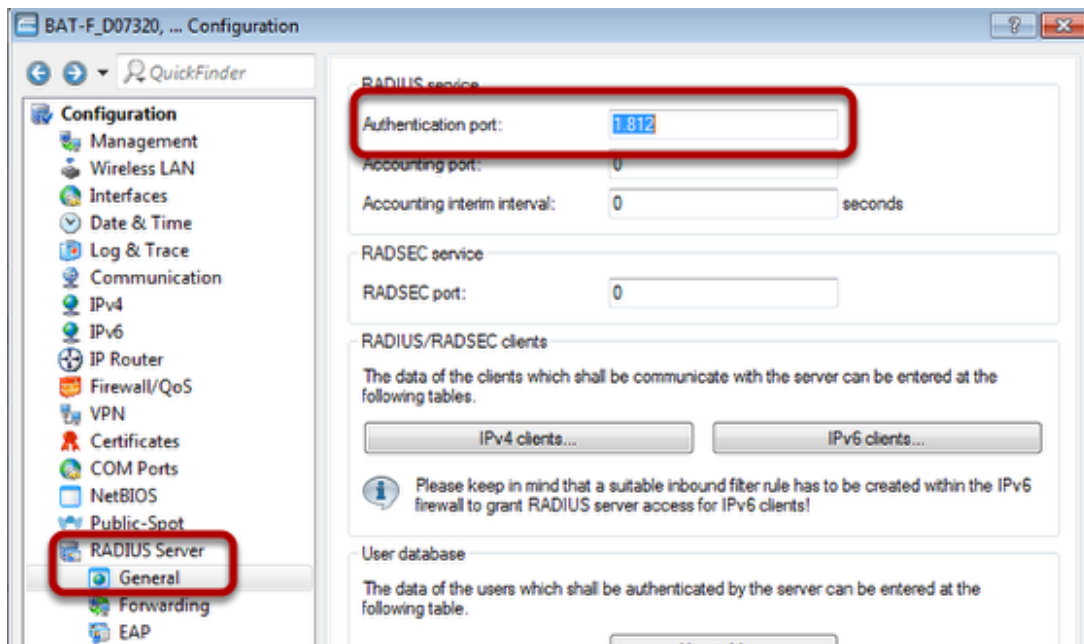 BAT-F_D07320, ... Configuration
QuickFinder
Configuration
Management
Wireless LAN
Interfaces
Date & Time
Log & Trace
Communication
IPv4
IPv6
IP Router
Firewall/QoS
VPN
Certificates
COM Ports
NetBIOS
Public-Spot
RADIUS Server
General
Forwarding
EAP
RADIUS service
Authentication port: 1.812
Accounting port: 0
Accounting interim interval: 0 seconds
RADSEC service
RADSEC port: 0
RADIUS/RADSEC clients
The data of the clients which shall be communicate with the server can be entered at the
following tables.
IPv4 clients... IPv6 clients...
Please keep in mind that a suitable inbound filter rule has to be created within the IPv6
firewall to grant RADIUS server access for IPv6 clients!
User database
The data of the users which shall be authenticated by the server can be entered at the
following table.